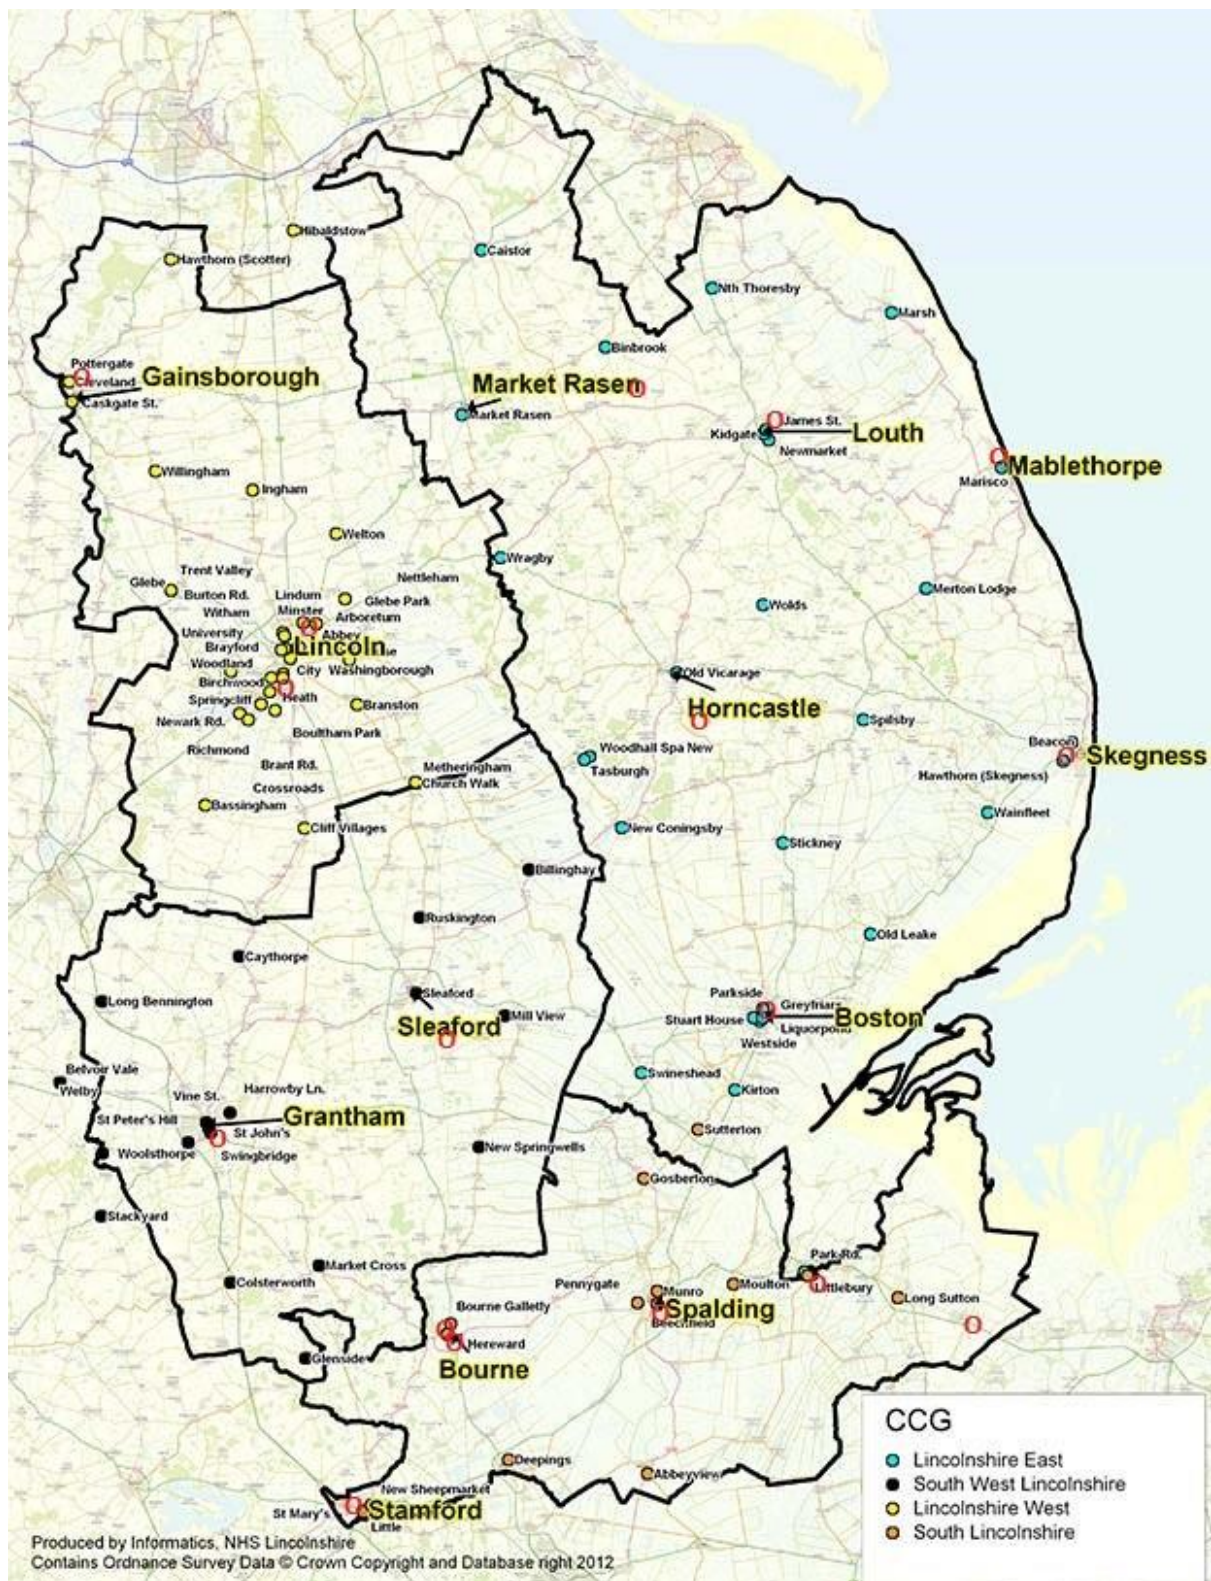 Hibaldstow
Hawthorn (Scotter)
Caistor
Nth Thoresby
Marsh
Binbrook
Pottergate
Cleveland
Gainsborough
Caskgate St.
Market Rasen
Market Rasen
James St.
Kidgate
Louth
Newmarket
Mablethorpe
Marisco
Willingham
Ingham
Welton
Wragby
Trent Valley
Nettleham
Glebe
Burton Rd.
Lindum
Glebe Park
Merton Lodge
Witham
Minster
Arboretum
Wolds
University
Abbey
Brayford
Lincoln
Woodland
City
Washingborough
Old Vicarage
Birchwood
Springcliff
Heath
Branston
Horncastle
Newark Rd.
Boultham Park
Spilsby
Richmond
Woodhall Spa New
Beacon
Skegness
Brant Rd.
Metheringham
Tasburgh
Hawthorn (Skegness)
Crossroads
Church Walk
Bassingham
Wainfleet
Cliff Villages
New Coningsby
Stickney
Billinghay
Ruskington
Old Leake
Caythorpe
Long Bennington
Sleaford
Parkside
Greyfriars
Sleaford
Mill View
Stuart House
Boston
Liquorpond
Westside
Belvoir Vale
Welby
Swineshead
Harrowby Ln.
Vine St.
Kirton
St Peter's Hill
Grantham
St John's
Sutterton
Woolsthorpe
Swingbridge
New Springwells
Gosberton
Stackyard
Market Cross
Park Rd.
Colsterworth
Pennygate
Munro
Moulton
Littlebury
Long Sutton
Bourne Galletly
Spalding
Beechfield
Hereward
Glenside
Bourne
Deepings
Abbeyview
New Sheepmarket
St Mary's
Stamford
Little
CCG
Lincolnshire East
South West Lincolnshire
Lincolnshire West
South Lincolnshire
Produced by Informatics, NHS Lincolnshire
Contains Ordnance Survey Data © Crown Copyright and Database right 2012